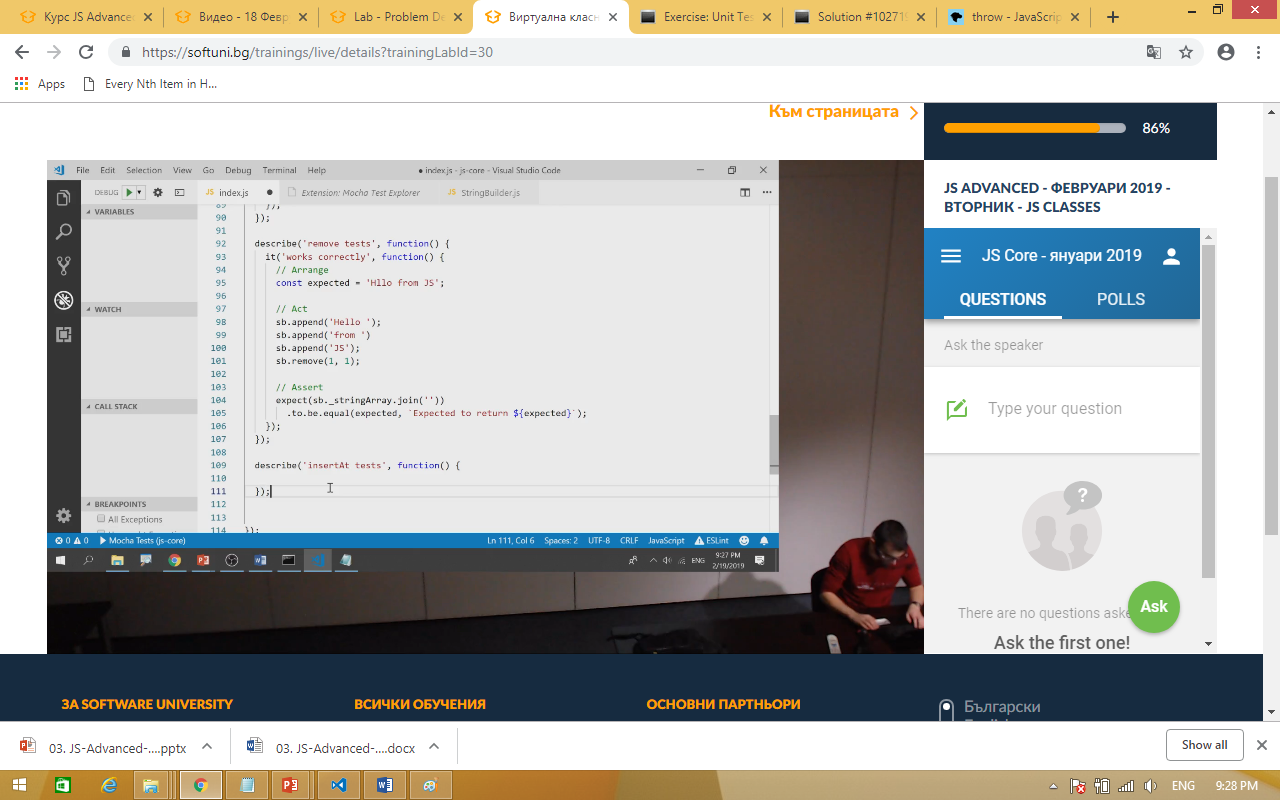 Курс JS Advance
Видео - 18 Февр
Lab - Problem De
Виртуална класн
Exercise: Unit Tes
Solution #10271
throw - JavaScrip
https://softuni.bg/trainings/live/details?trainingLabId=30
Apps
Every Nth Item in H...
Към страницата
86%
File Edit Selection View Go Debug Terminal Help
● index.js - js-core - Visual Studio Code
DEBUG
JS index.js
Extension: Mocha Test Explorer
JS StringBuilder.js
VARIABLES
WATCH
CALL STACK
BREAKPOINTS
All Exceptions
89 });
90 });
91
92 describe('remove tests', function() {
93 it('works correctly', function() {
94 // Arrange
95 const expected = 'Hllo from JS';
96
97 // Act
98 sb.append('Hello ');
99 sb.append('from ')
100 sb.append('JS');
101 sb.remove(1, 1);
102
103 // Assert
104 expect(sb._stringArray.join(''))
105 .to.be.equal(expected, `Expected to return ${expected}`);
106 });
107 });
108
109 describe('insertAt tests', function() {
110
111 });
112
113
114 });
0 0 Mocha Tests (js-core)
Ln 111, Col 6 Spaces: 2 UTF-8 CRLF JavaScript ESLint
ENG
9:27 PM
2/19/2019
JS ADVANCED - ФЕВРУАРИ 2019 -
ВТОРНИК - JS CLASSES
JS Core - януари 2019
QUESTIONS POLLS
Ask the speaker
Type your question
?
There are no questions aske
Ask
Ask the first one!
ЗА SOFTWARE UNIVERSITY
ВСИЧКИ ОБУЧЕНИЯ
ОСНОВНИ ПАРТНЬОРИ
Български
03. JS-Advanced-....pptx
03. JS-Advanced-....docx
Show all
ENG
9:28 PM